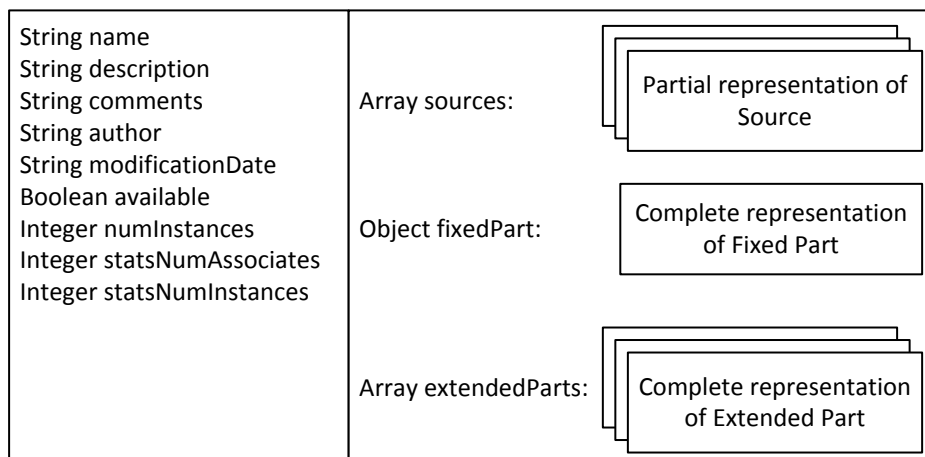 String name
String description
String comments
String author
String modificationDate
Boolean available
Integer numInstances
Integer statsNumAssociates
Integer statsNumInstances
Array sources:
Partial representation of
Source
Object fixedPart:
Complete representation
of Fixed Part
Array extendedParts:
Complete representation
of Extended Part